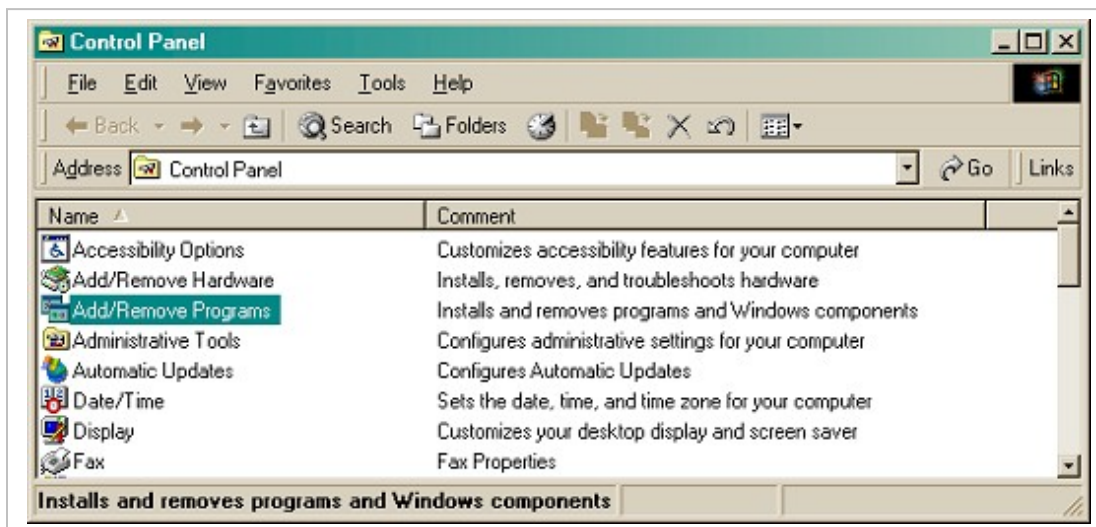 Control Panel
File Edit View Favorites Tools Help
Back Search Folders
Address Control Panel Go Links
Name Comment
Accessibility Options Customizes accessibility features for your computer
Add/Remove Hardware Installs, removes, and troubleshoots hardware
Add/Remove Programs Installs and removes programs and Windows components
Administrative Tools Configures administrative settings for your computer
Automatic Updates Configures Automatic Updates
Date/Time Sets the date, time, and time zone for your computer
Display Customizes your desktop display and screen saver
Fax Fax Properties
Installs and removes programs and Windows components